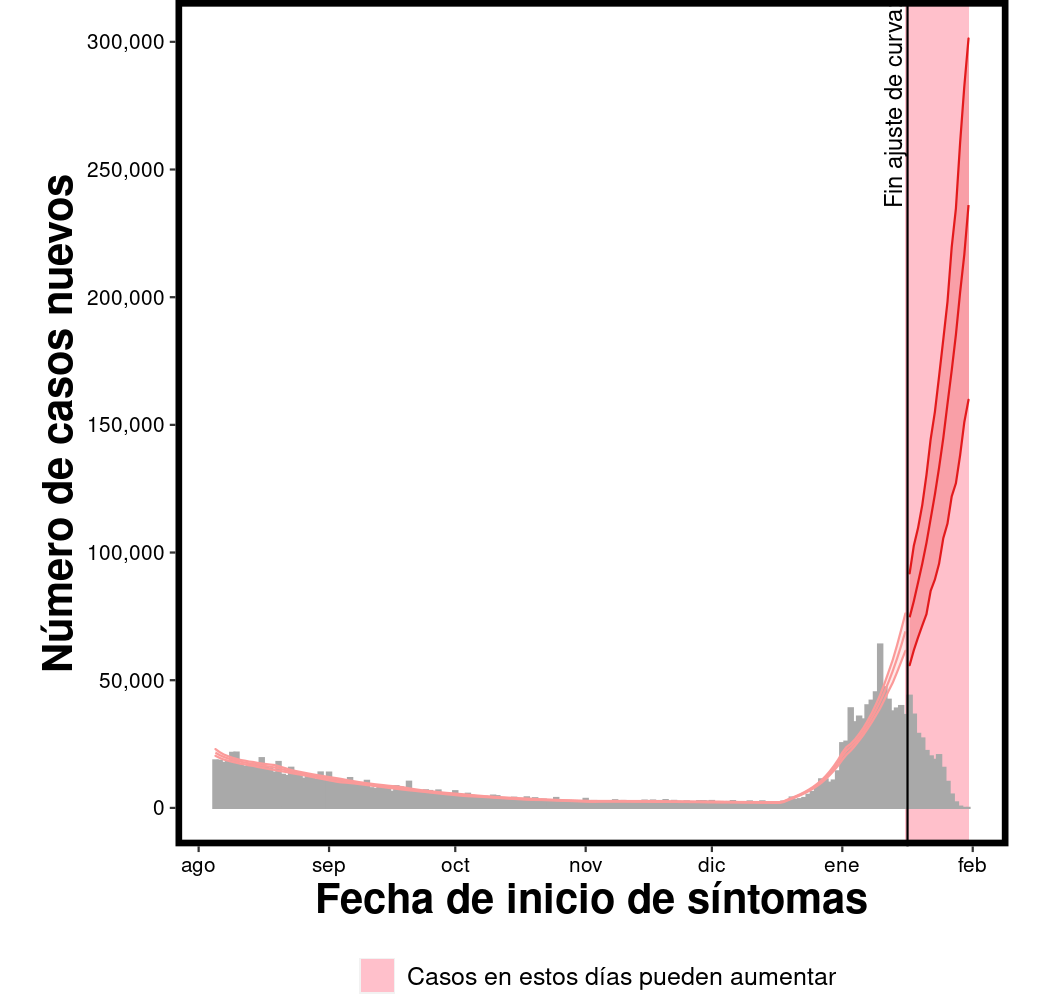 Número de casos nuevos
300,000
250,000
200,000
150,000
100,000
50,000
0
Fin ajuste de curva
ago sep oct nov dic ene feb
Fecha de inicio de síntomas
Casos en estos días pueden aumentar